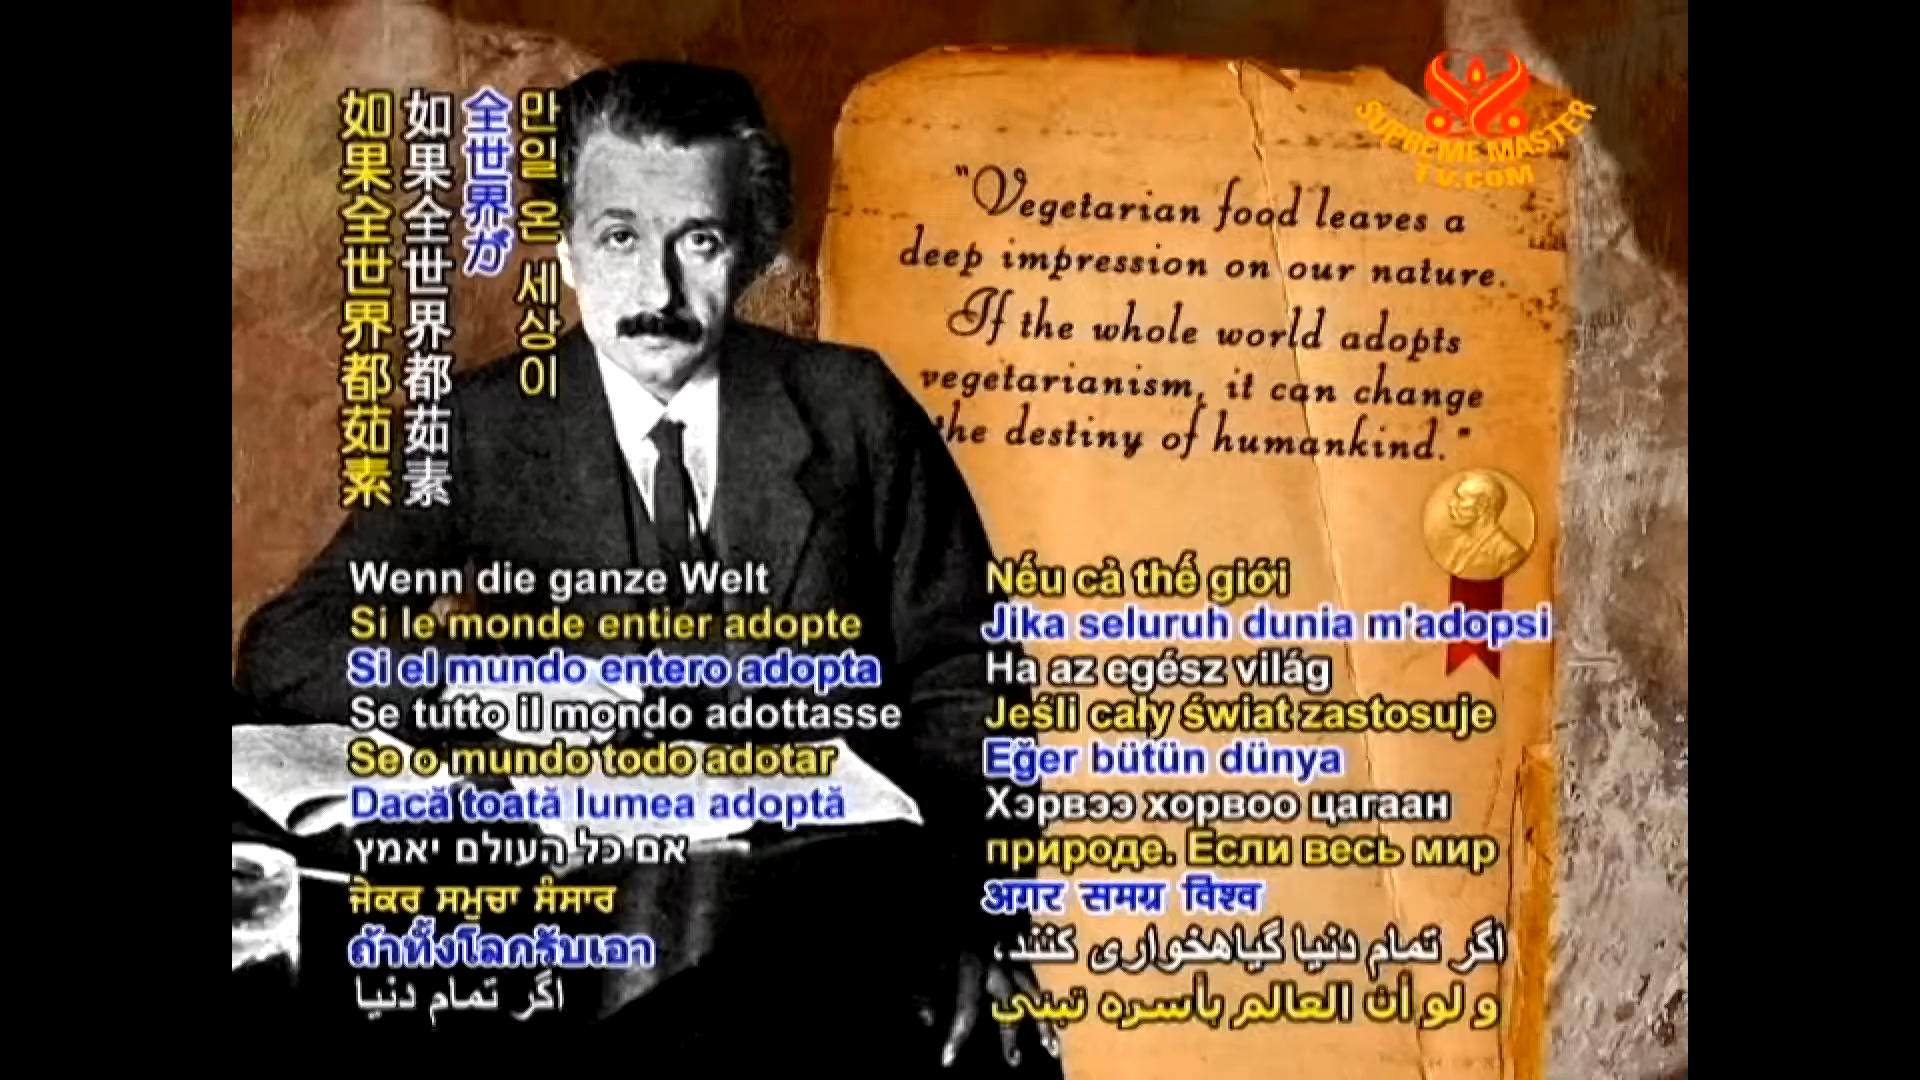 SUPREME MASTER
TV.COM
"Vegetarian food leaves a
deep impression on our nature.
If the whole world adopts
vegetarianism, it can change
the destiny of humankind."
만일 온 세상이
全世界が
如果全世界都茹素
如果全世界都茹素
Wenn die ganze Welt
Si le monde entier adopte
Si el mundo entero adopta
Se tutto il mondo adottasse
Se o mundo todo adotar
Dacă toată lumea adoptă
אם כל העולם יאמץ
ਜੇਕਰ ਸਮੁਚਾ ਸੰਸਾਰ
ถ้าทั้งโลกรับเอา
اگر تمام دنیا
Nếu cả thế giới
Jika seluruh dunia m'adopsi
Ha az egész világ
Jeśli cały świat zastosuje
Eğer bütün dünya
Хэрвээ хорвоо цагаан
природе. Если весь мир
अगर समग्र विश्व
اگر تمام دنیا گیاهخواری کنند،
و لو أن العالم بأسره تبنى